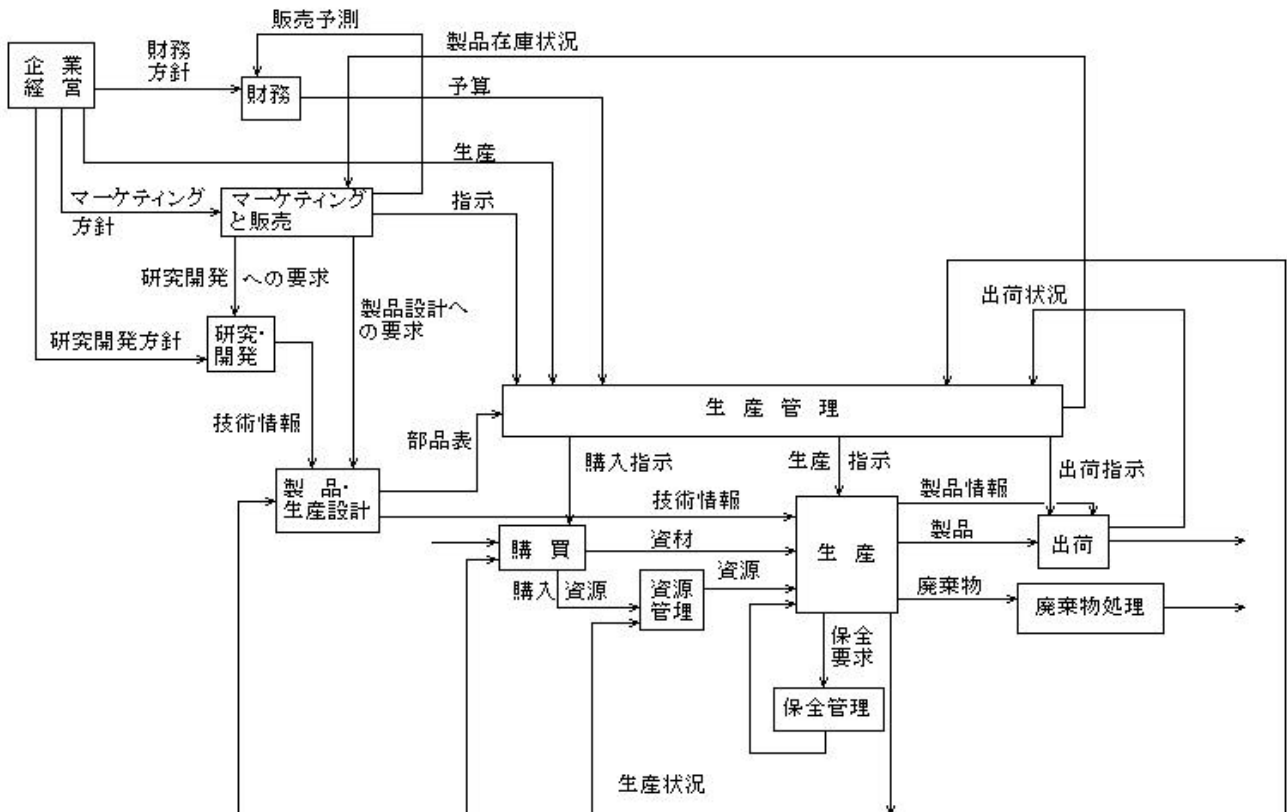 販売予測
製品在庫状況
企 業
経 営
財務
方針
財務
予算
生産
マーケティング
方針
マーケティング
と販売
指示
研究開発 への要求
製品設計へ
の要求
出荷状況
研究開発方針
研究・
開発
生 産 管 理
技術情報
部品表
購入指示
生産 指示
出荷指示
製 品・
生産設計
技術情報
製品情報
購 買
資材
生 産
製品
出荷
購入 資源
資源
管理
資源
廃棄物
廃棄物処理
保全
要求
保全管理
生産状況